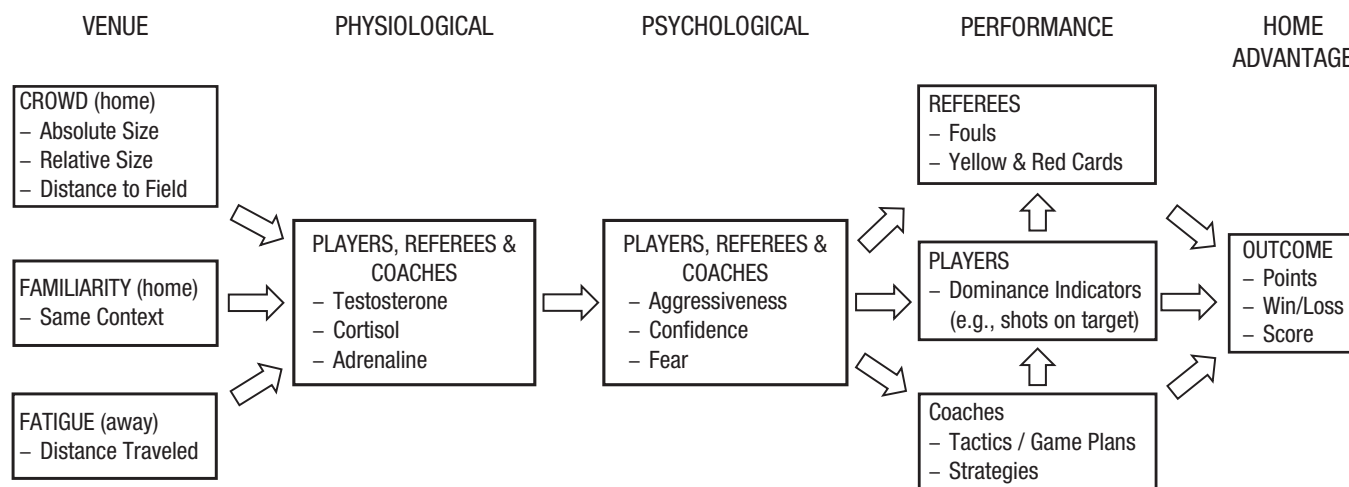 VENUE
PHYSIOLOGICAL
PSYCHOLOGICAL
PERFORMANCE
HOME
ADVANTAGE
CROWD (home)
– Absolute Size
– Relative Size
– Distance to Field
FAMILIARITY (home)
– Same Context
FATIGUE (away)
– Distance Traveled
PLAYERS, REFEREES &
COACHES
– Testosterone
– Cortisol
– Adrenaline
PLAYERS, REFEREES &
COACHES
– Aggressiveness
– Confidence
– Fear
REFEREES
– Fouls
– Yellow & Red Cards
PLAYERS
– Dominance Indicators
(e.g., shots on target)
Coaches
– Tactics / Game Plans
– Strategies
OUTCOME
– Points
– Win/Loss
– Score